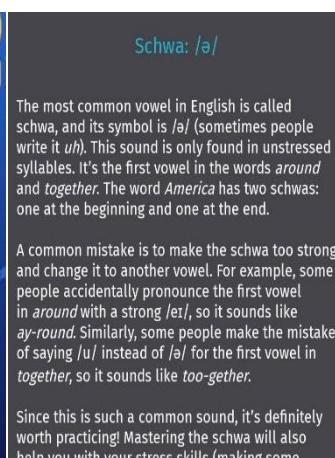 Schwa: /ə/
The most common vowel in English is called
schwa, and its symbol is /ə/ (sometimes people
write it uh). This sound is only found in unstressed
syllables. It's the first vowel in the words around
and together. The word America has two schwas:
one at the beginning and one at the end.
A common mistake is to make the schwa too strong
and change it to another vowel. For example, some
people accidentally pronounce the first vowel
in around with a strong /eɪ/, so it sounds like
ay-round. Similarly, some people make the mistake
of saying /u/ instead of /ə/ for the first vowel in
together, so it sounds like too-gether.
Since this is such a common sound, it's definitely
worth practicing! Mastering the schwa will also
help you with your stress skills (making some